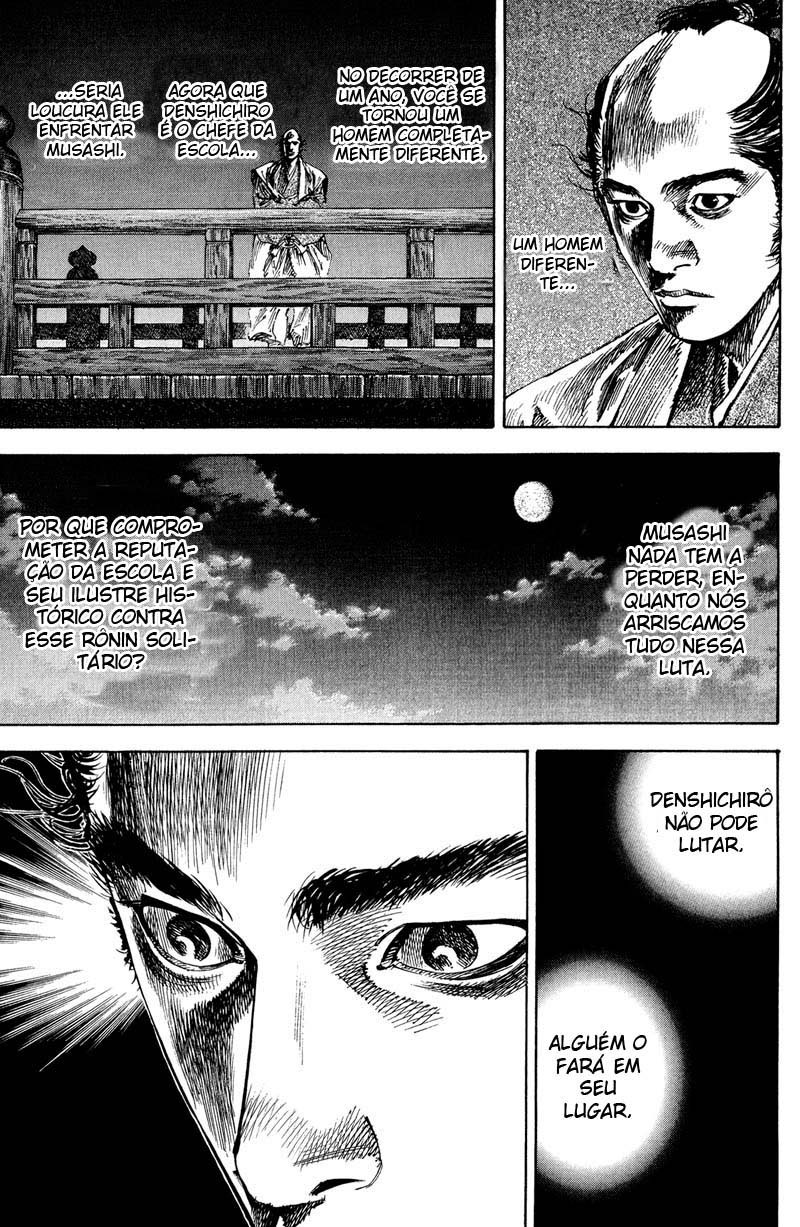 UM HOMEM
DIFEREN-
TE...
NO DECORRER DE
UM ANO, VOCÊ SE
TORNOU UM
HOMEM COMPLETA-
MENTE DIFERENTE.
AGORA QUE
DENSHICHIRO
É O CHEFE DA
ESCOLA...
...SERIA
LOUCURA ELE
ENFRENTAR
MUSASHI.
MUSASHI
NADA TEM A
PERDER, EN-
QUANTO NÓS
ARRISCAMOS
TUDO NESSA
LUTA.
POR QUE COMPRO-
METER A REPUTA-
ÇÃO DA ESCOLA E
SEU ILUSTRE HIS-
TÓRICO CONTRA
ESSE RÔNIN SOLI-
TÁRIO?
DENSHICHIRÔ
NÃO PODE
LUTAR.
ALGUÉM O
FARÁ EM
SEU
LUGAR.